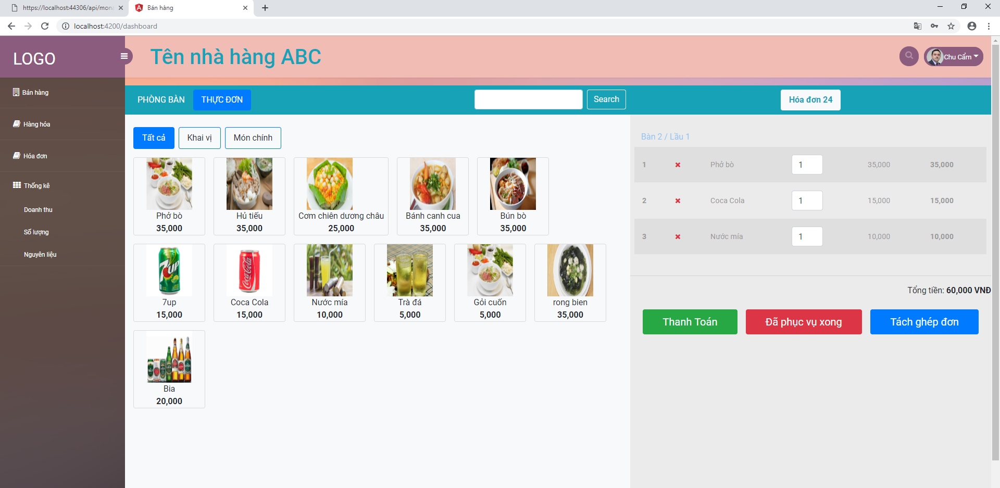 https://localhost:44306/api/mona
Bán hàng
localhost:4200/dashboard
LOGO
Tên nhà hàng ABC
Chu Cẩm
Bán hàng
Hàng hóa
Hóa đơn
Thống kê
Doanh thu
Số lượng
Nguyên liệu
PHÒNG BÀN
THỰC ĐƠN
Search
Hóa đơn 24
Tất cả
Khai vị
Món chính
Phở bò
35,000
Hủ tiếu
35,000
Cơm chiên dương châu
25,000
Bánh canh cua
35,000
Bún bò
35,000
7up
15,000
Coca Cola
15,000
Nước mía
10,000
Trà đá
5,000
Gỏi cuốn
5,000
rong bien
35,000
Bia
20,000
Bàn 2 / Lầu 1
1 Phở bò 1 35,000 35,000
2 Coca Cola 1 15,000 15,000
3 Nước mía 1 10,000 10,000
Tổng tiền: 60,000 VNĐ
Thanh Toán
Đã phục vụ xong
Tách ghép đơn